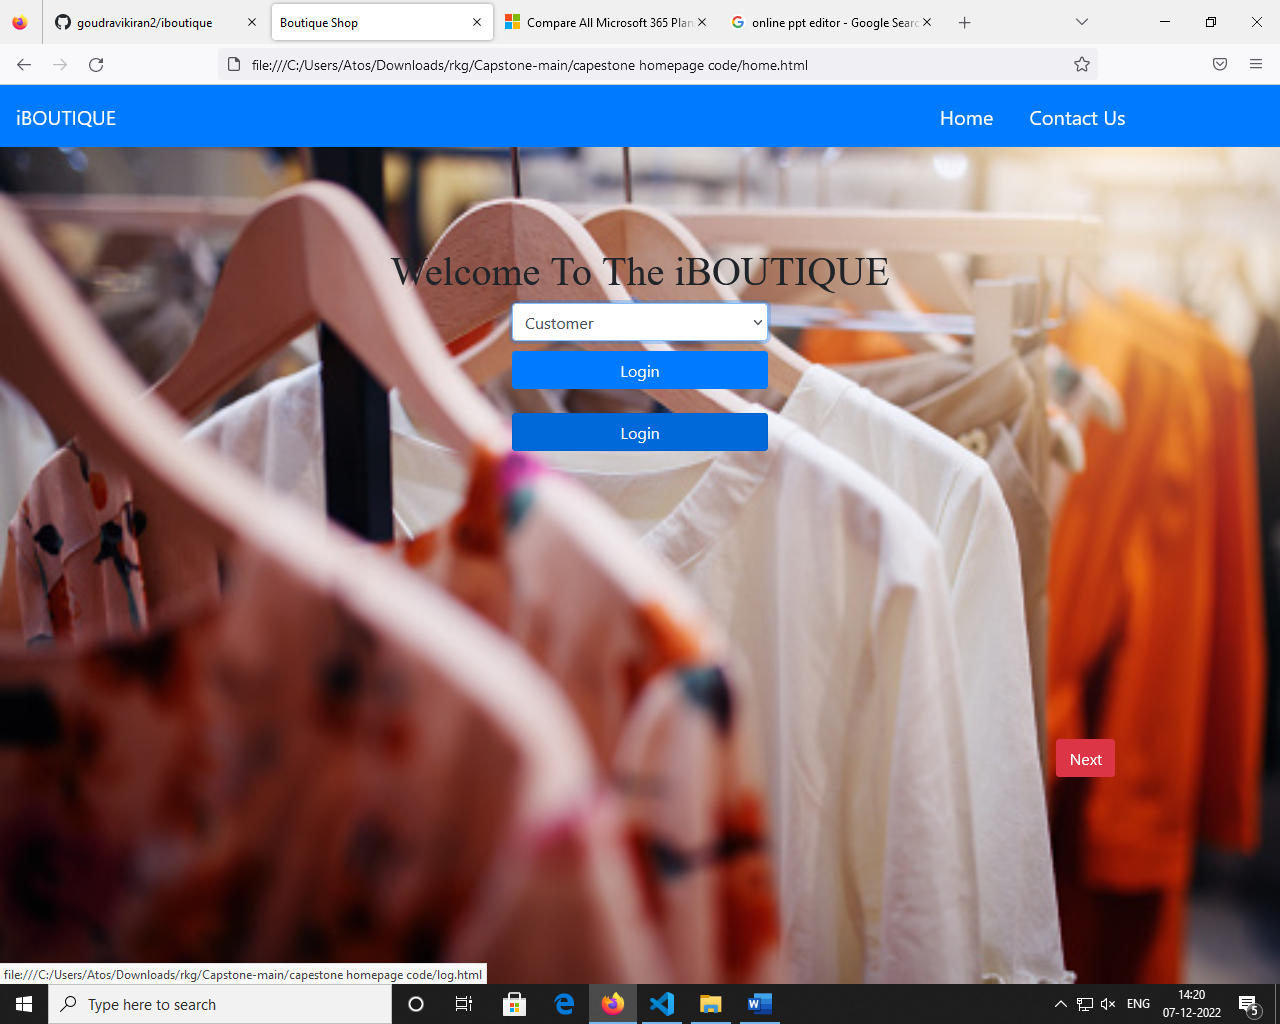 goudravikiran2/iboutique
Boutique Shop
Compare All Microsoft 365 Plan
online ppt editor - Google Sear
file:///C:/Users/Atos/Downloads/rkg/Capstone-main/capestone homepage code/home.html
iBOUTIQUE
Home
Contact Us
Welcome To The iBOUTIQUE
Customer
Login
Login
Next
file:///C:/Users/Atos/Downloads/rkg/Capstone-main/capestone homepage code/log.html
Type here to search
ENG
14:20
07-12-2022
5